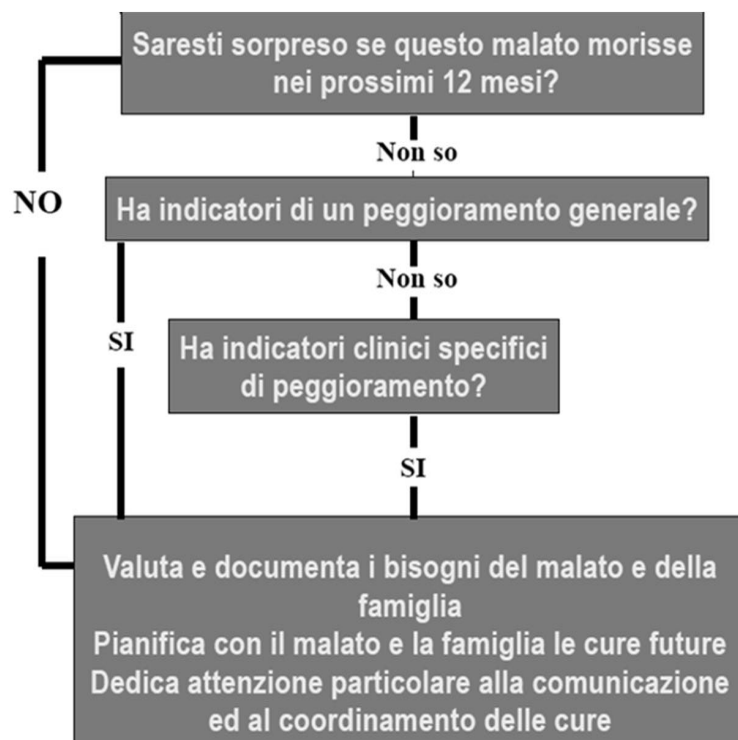 Saresti sorpreso se questo malato morisse
nei prossimi 12 mesi?
Non so
NO
Ha indicatori di un peggioramento generale?
Non so
SI
Ha indicatori clinici specifici
di peggioramento?
SI
Valuta e documenta i bisogni del malato e della
famiglia
Pianifica con il malato e la famiglia le cure future
Dedica attenzione particolare alla comunicazione
ed al coordinamento delle cure